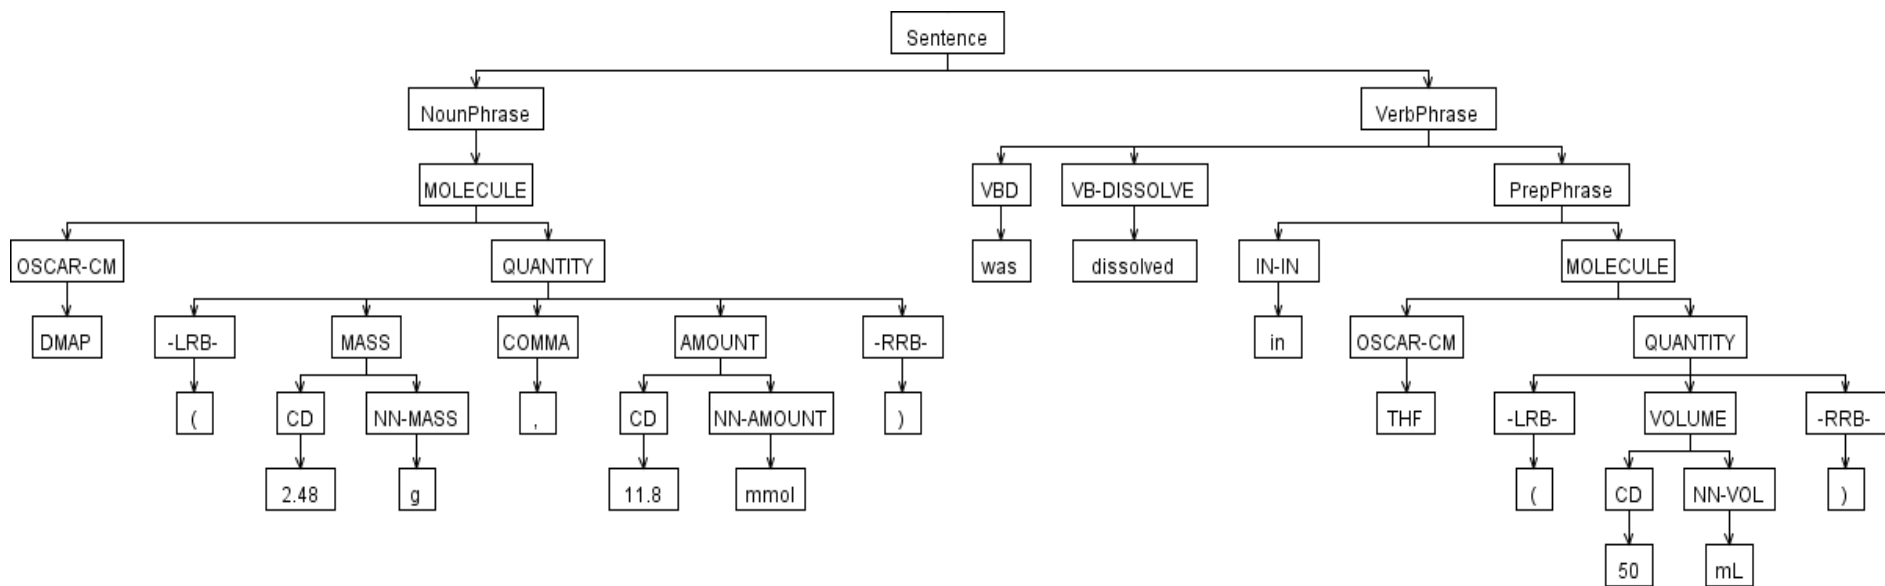 Sentence
NounPhrase VerbPhrase
MOLECULE VBD VB-DISSOLVE PrepPhrase
OSCAR-CM QUANTITY was dissolved IN-IN MOLECULE
DMAP -LRB- MASS COMMA AMOUNT -RRB- in OSCAR-CM QUANTITY
( CD NN-MASS , CD NN-AMOUNT ) THF -LRB- VOLUME -RRB-
2.48 g 11.8 mmol ( CD NN-VOL )
50 mL